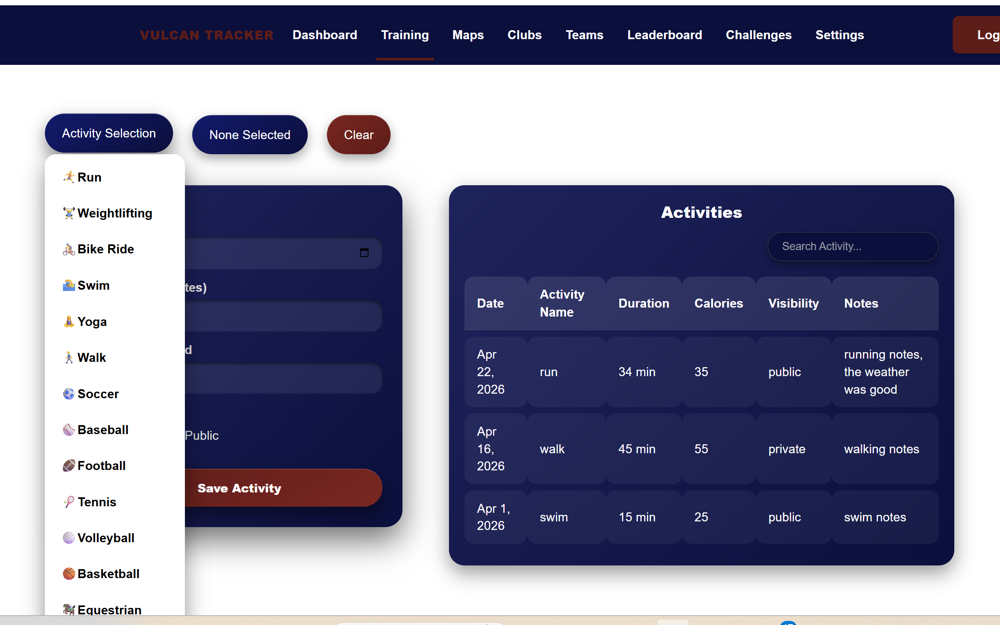 VULCAN TRACKER Dashboard Training Maps Clubs Teams Leaderboard Challenges Settings Log
Activity Selection None Selected Clear
Run
Weightlifting
Bike Ride
Swim
Yoga
Walk
Soccer
Baseball
Football
Tennis
Volleyball
Basketball
Equestrian
tes)
d
Public
Save Activity
Activities
Search Activity...
Date Activity Name Duration Calories Visibility Notes
Apr 22, 2026 run 34 min 35 public running notes, the weather was good
Apr 16, 2026 walk 45 min 55 private walking notes
Apr 1, 2026 swim 15 min 25 public swim notes